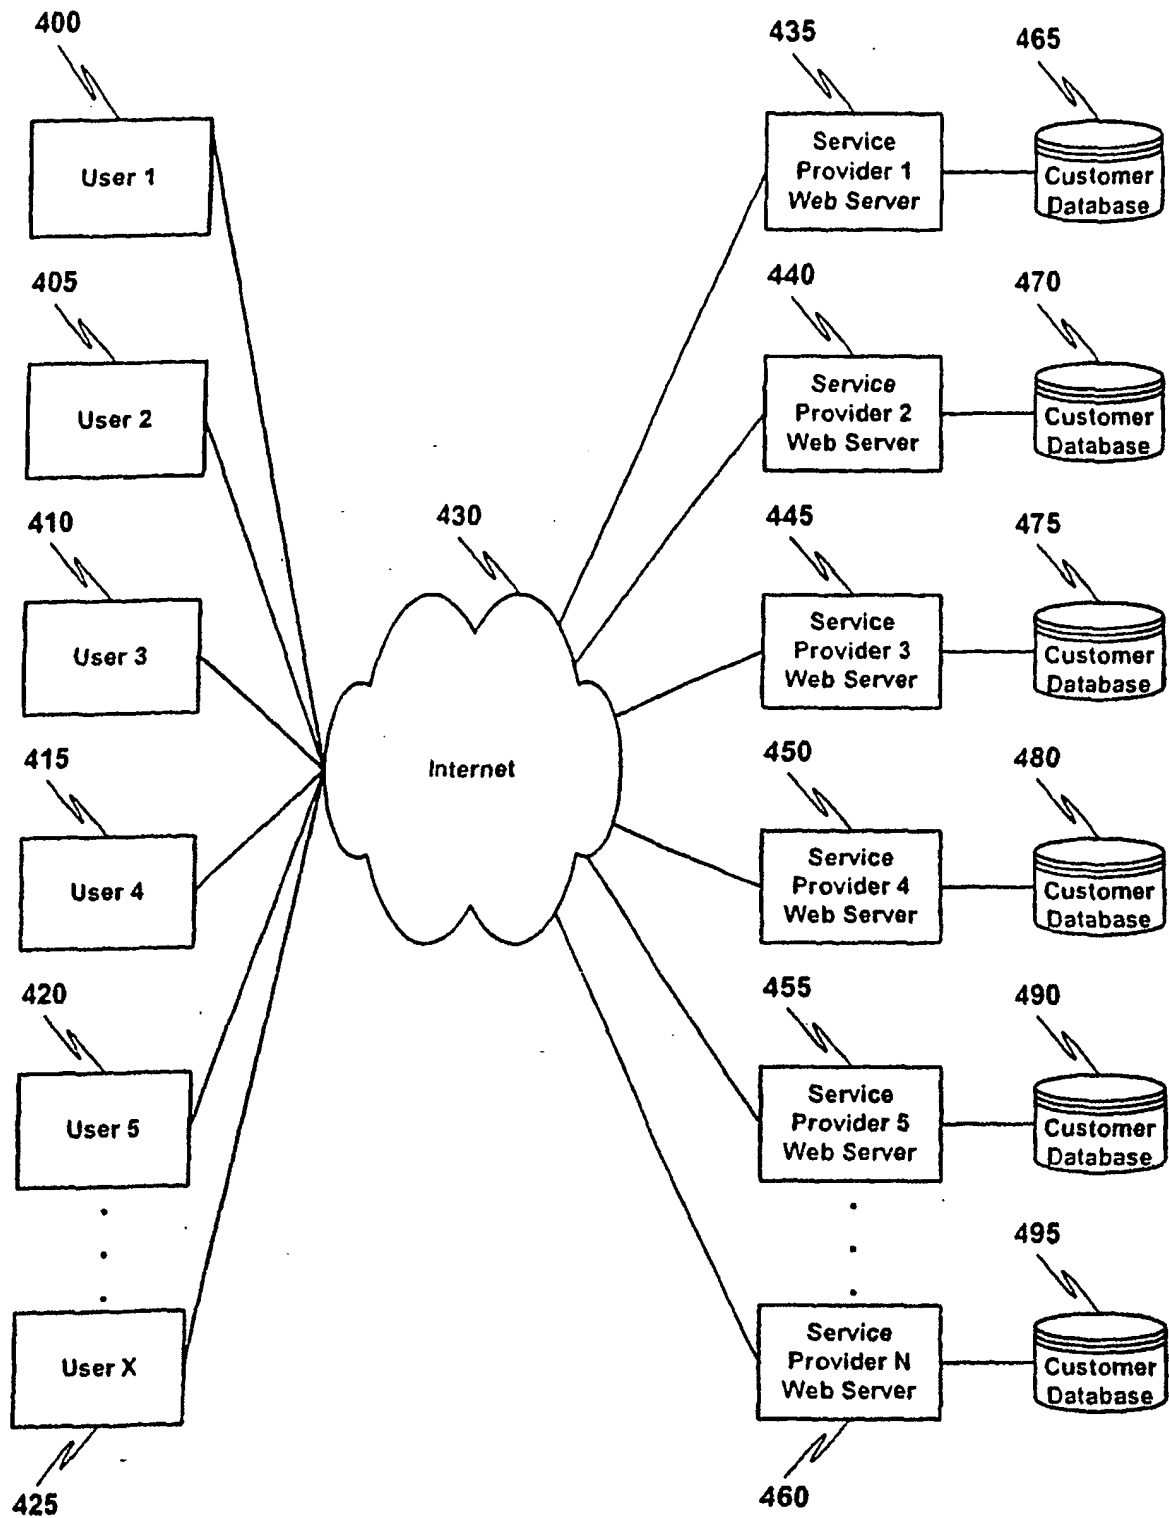 400
User 1
405
User 2
410
User 3
415
User 4
420
User 5
User X
425
430
Internet
435
Service
Provider 1
Web Server
440
Service
Provider 2
Web Server
445
Service
Provider 3
Web Server
450
Service
Provider 4
Web Server
455
Service
Provider 5
Web Server
Service
Provider N
Web Server
460
465
Customer
Database
470
Customer
Database
475
Customer
Database
480
Customer
Database
490
Customer
Database
495
Customer
Database